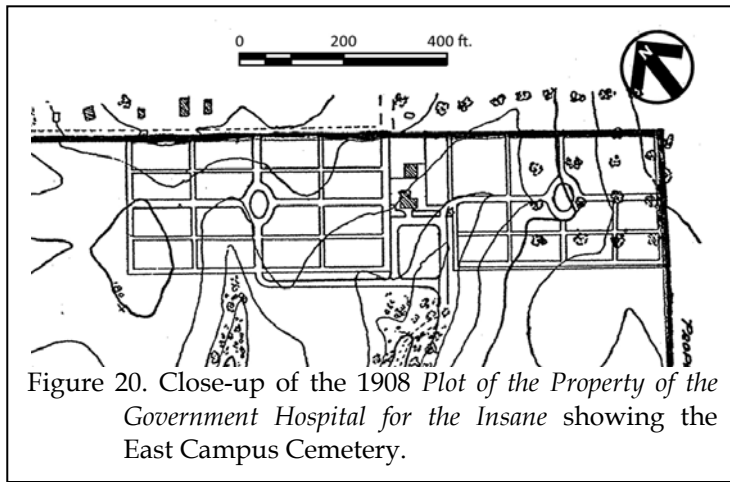 0 200 400 ft.
N
Figure 20. Close-up of the 1908 Plot of the Property of the
Government Hospital for the Insane showing the
East Campus Cemetery.